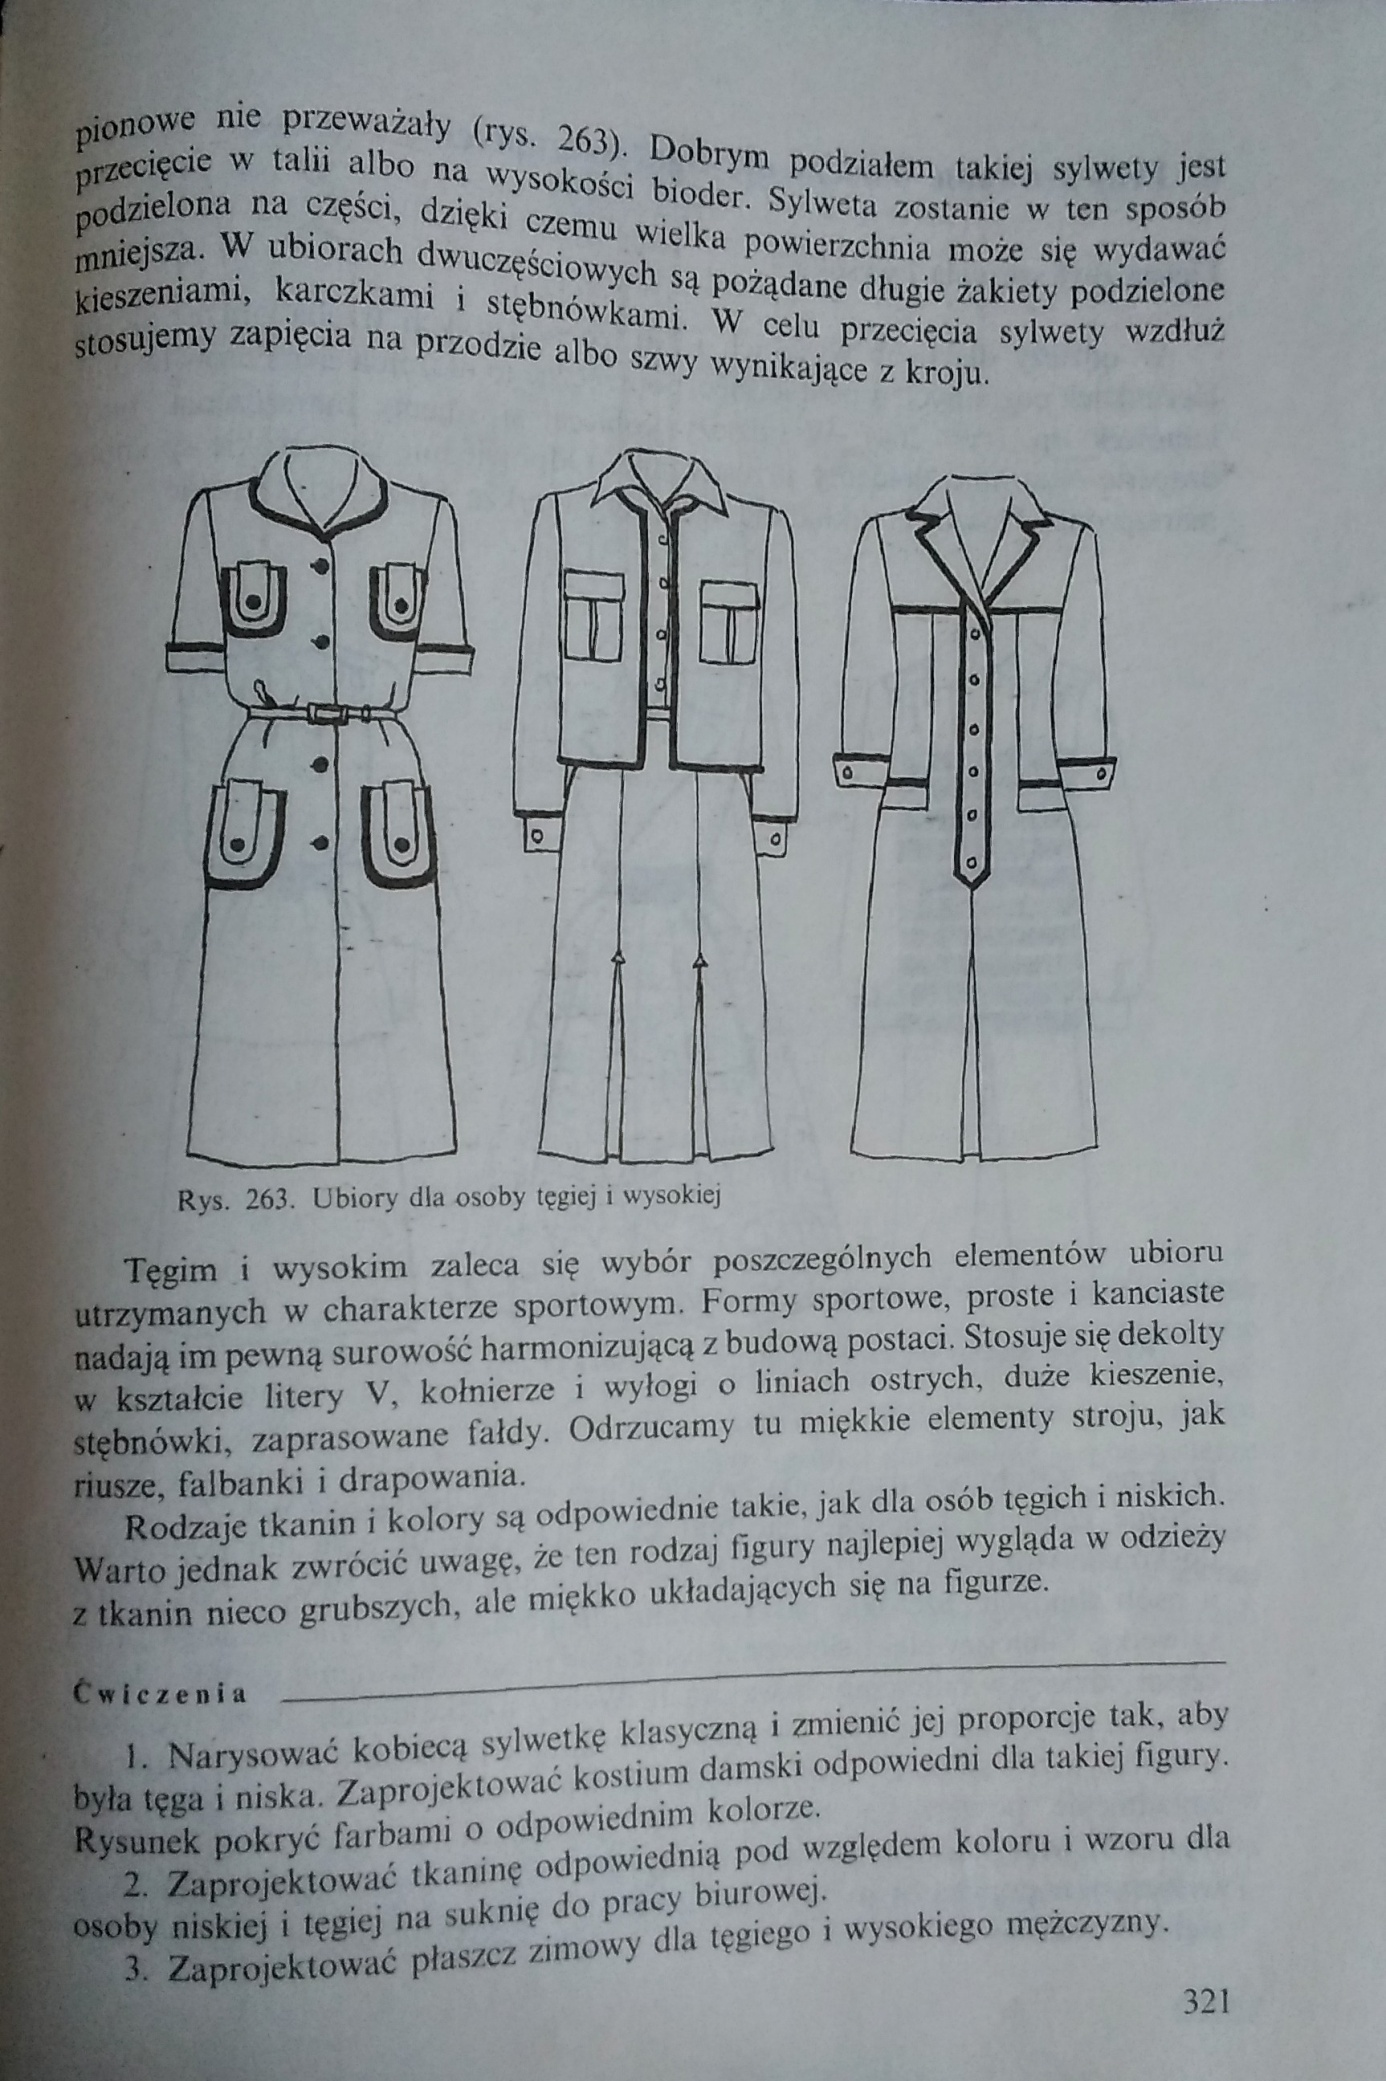 pionowe nie przeważały (rys. 263). Dobrym podziałem takiej sylwety jest
przecięcie w talii albo na wysokości bioder. Sylweta zostanie w ten sposób
podzielona na części, dzięki czemu wielka powierzchnia może się wydawać
mniejsza. W ubiorach dwuczęściowych są pożądane długie żakiety podzielone
kieszeniami, karczkami i stębnówkami. W celu przecięcia sylwety wzdłuż
stosujemy zapięcia na przodzie albo szwy wynikające z kroju.
Rys. 263. Ubiory dla osoby tęgiej i wysokiej
Tęgim i wysokim zaleca się wybór poszczególnych elementów ubioru
utrzymanych w charakterze sportowym. Formy sportowe, proste i kanciaste
nadają im pewną surowość harmonizującą z budową postaci. Stosuje się dekolty
w kształcie litery V, kołnierze i wyłogi o liniach ostrych, duże kieszenie,
stębnówki, zaprasowane fałdy. Odrzucamy tu miękkie elementy stroju, jak
riusze, falbanki i drapowania.
Rodzaje tkanin i kolory są odpowiednie takie, jak dla osób tęgich i niskich.
Warto jednak zwrócić uwagę, że ten rodzaj figury najlepiej wygląda w odzieży
z tkanin nieco grubszych, ale miękko układających się na figurze.
Ćwiczenia
1. Narysować kobiecą sylwetkę klasyczną i zmienić jej proporcje tak, aby
była tęga i niska. Zaprojektować kostium damski odpowiedni dla takiej figury.
Rysunek pokryć farbami o odpowiednim kolorze.
2. Zaprojektować tkaninę odpowiednią pod względem koloru i wzoru dla
osoby niskiej i tęgiej na suknię do pracy biurowej.
3. Zaprojektować płaszcz zimowy dla tęgiego i wysokiego mężczyzny.
321